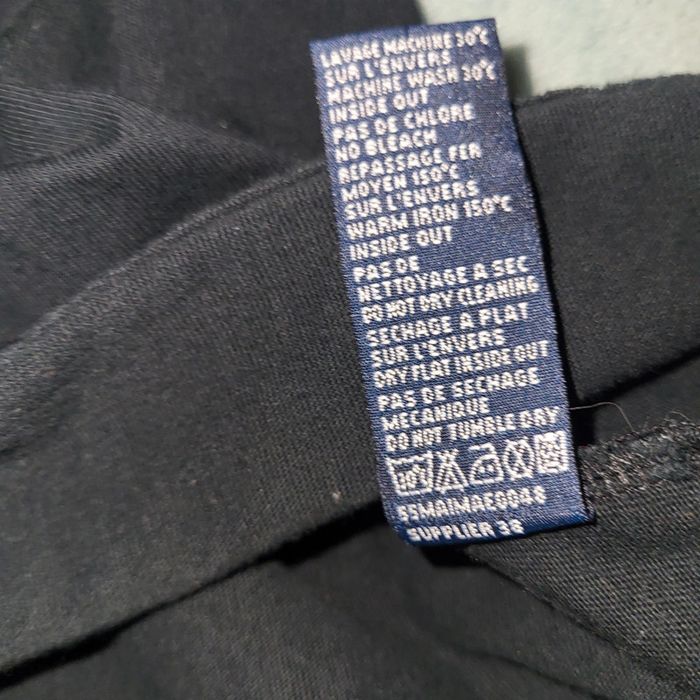 LAVAGE MACHINE 30°C
SUR L'ENVERS
MACHINE WASH 30°C
INSIDE OUT
PAS DE CHLORE
NO BLEACH
REPASSAGE FER
MOYEN 150°C
SUR L'ENVERS
WARM IRON 150°C
INSIDE OUT
PAS DE
NETTOYAGE A SEC
DO NOT DRY CLEANING
SECHAGE A PLAT
SUR L'ENVERS
DRY FLAT INSIDE OUT
PAS DE SECHAGE
MECANIQUE
DO NOT TUMBLE DRY
SUPPLIER 38